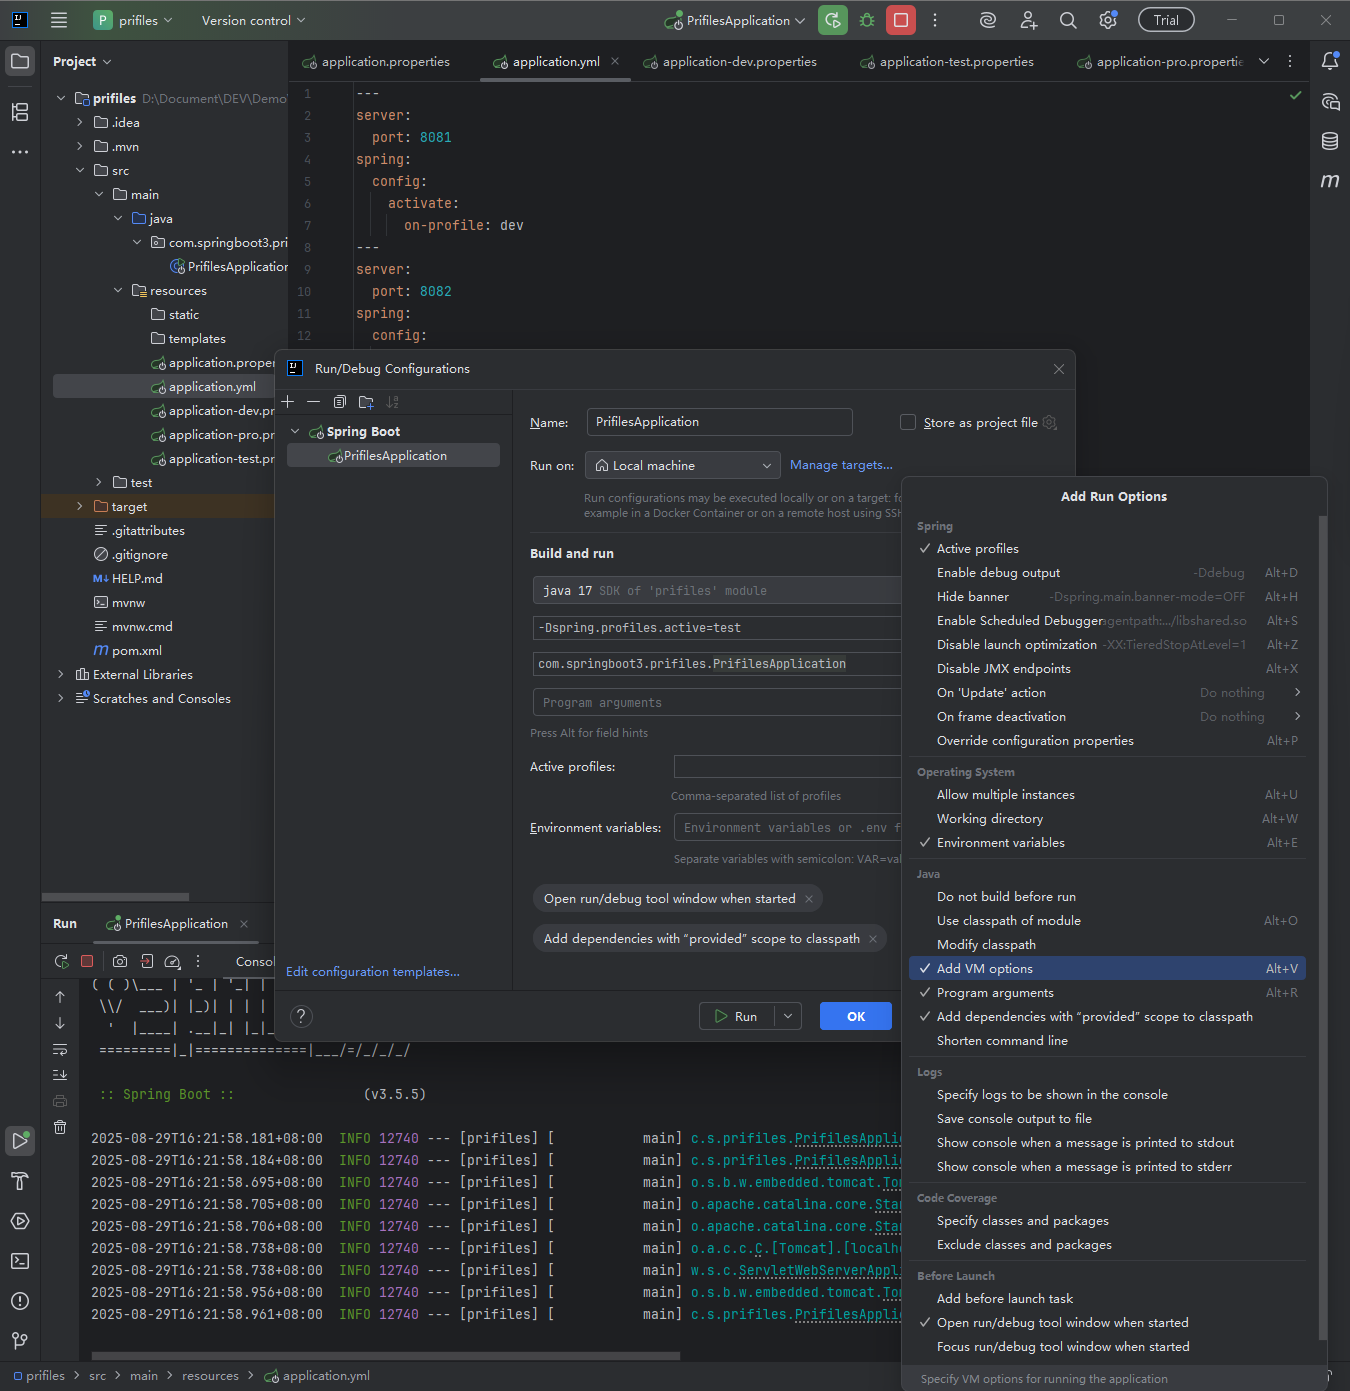 P prifiles
Version control
PrifilesApplication
Trial
Project
application.properties
application.yml
application-dev.properties
application-test.properties
prifiles D:\Document\DEV\Demo
.idea
.mvn
src
main
java
com.springboot3.pri
PrifilesApplication
resources
static
templates
application.proper
application.yml
application-dev.pr
application-pro.pr
application-test.pr
test
target
.gitattributes
.gitignore
M↓ HELP.md
mvnw
mvnw.cmd
m pom.xml
External Libraries
Scratches and Consoles
1 ---
2 server:
3 port: 8081
4 spring:
5 config:
6 activate:
7 on-profile: dev
8 ---
9 server:
10 port: 8082
11 spring:
12 config:
Run/Debug Configurations
Spring Boot
PrifilesApplication
Edit configuration templates...
Name: PrifilesApplication
Store as project file
Run on: Local machine
Manage targets...
Run configurations may be executed locally or on a target: fo
example in a Docker Container or on a remote host using SSH
Build and run
java 17 SDK of 'prifiles' module
-Dspring.profiles.active=test
com.springboot3.prifiles.PrifilesApplication
Program arguments
Press Alt for field hints
Active profiles:
Comma-separated list of profiles
Environment variables: Environment variables or .env f
Separate variables with semicolon: VAR=val
Open run/debug tool window when started
Add dependencies with “provided” scope to classpath
? Run
OK
Add Run Options
Spring
Active profiles
Enable debug output -Ddebug Alt+D
Hide banner -Dspring.main.banner-mode=OFF Alt+H
Enable Scheduled Debugger agentpath:.../libshared.so Alt+S
Disable launch optimization -XX:TieredStopAtLevel=1 Alt+Z
Disable JMX endpoints Alt+X
On 'Update' action Do nothing
On frame deactivation Do nothing
Override configuration properties Alt+P
Operating System
Allow multiple instances Alt+U
Working directory Alt+W
Environment variables Alt+E
Java
Do not build before run
Use classpath of module Alt+O
Modify classpath
Add VM options Alt+V
Program arguments Alt+R
Add dependencies with “provided” scope to classpath
Shorten command line
Logs
Specify logs to be shown in the console
Save console output to file
Show console when a message is printed to stdout
Show console when a message is printed to stderr
Code Coverage
Specify classes and packages
Exclude classes and packages
Before Launch
Add before launch task
Open run/debug tool window when started
Focus run/debug tool window when started
Specify VM options for running the application
Run PrifilesApplication
Consol
:: Spring Boot :: (v3.5.5)
2025-08-29T16:21:58.181+08:00 INFO 12740 --- [prifiles] [ main] c.s.prifiles.PrifilesAppli
2025-08-29T16:21:58.184+08:00 INFO 12740 --- [prifiles] [ main] c.s.prifiles.PrifilesAppli
2025-08-29T16:21:58.695+08:00 INFO 12740 --- [prifiles] [ main] o.s.b.w.embedded.tomcat.Tom
2025-08-29T16:21:58.705+08:00 INFO 12740 --- [prifiles] [ main] o.apache.catalina.core.Stan
2025-08-29T16:21:58.706+08:00 INFO 12740 --- [prifiles] [ main] o.apache.catalina.core.Stan
2025-08-29T16:21:58.738+08:00 INFO 12740 --- [prifiles] [ main] o.a.c.c.C.[Tomcat].[localh
2025-08-29T16:21:58.738+08:00 INFO 12740 --- [prifiles] [ main] w.s.c.ServletWebServerAppl
2025-08-29T16:21:58.956+08:00 INFO 12740 --- [prifiles] [ main] o.s.b.w.embedded.tomcat.Tom
2025-08-29T16:21:58.961+08:00 INFO 12740 --- [prifiles] [ main] c.s.prifiles.PrifilesAppli
prifiles > src > main > resources > application.yml